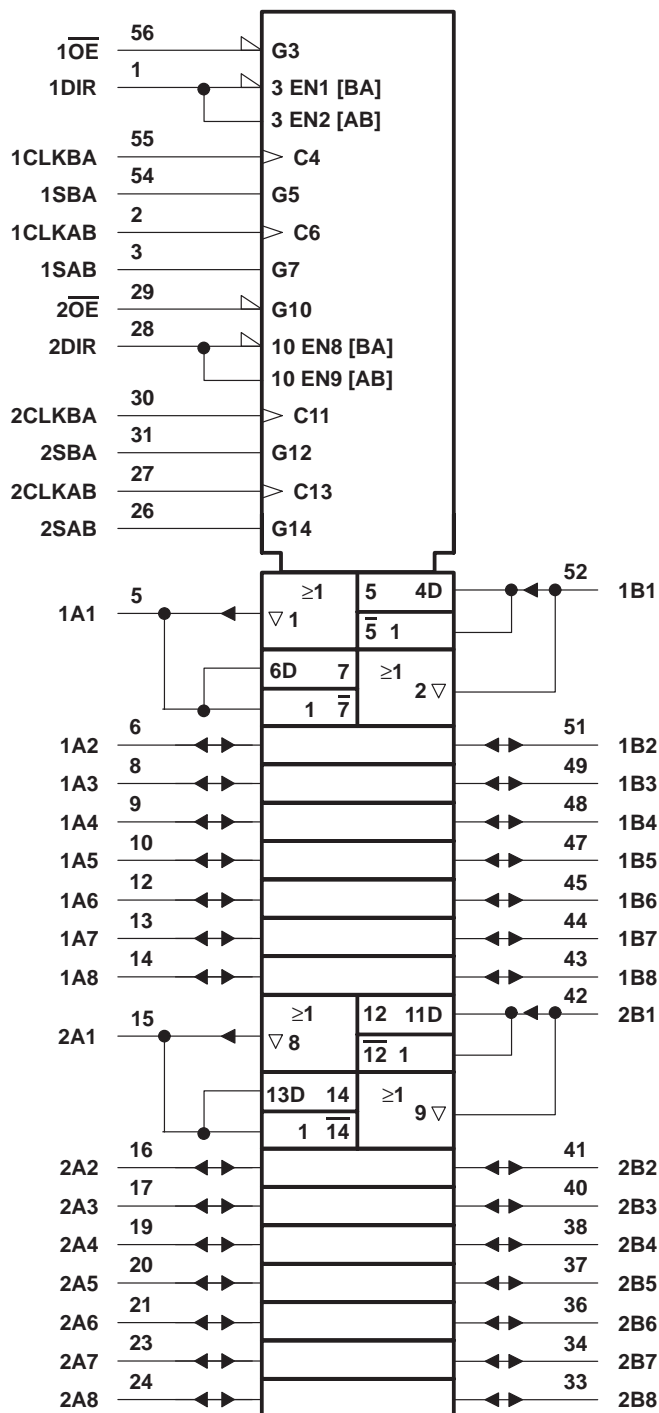 56
1O̅E̅ G3
1
1DIR 3 EN1 [BA]
3 EN2 [AB]
55
1CLKBA C4
54
1SBA G5
2
1CLKAB C6
3
1SAB G7
29
2O̅E̅ G10
28
2DIR 10 EN8 [BA]
10 EN9 [AB]
30
2CLKBA C11
31
2SBA G12
27
2CLKAB C13
26
2SAB G14
5 ≥1 5 4D 52
1A1 ▽ 1 5̅ 1 1B1
6D 7 ≥1
1 7̅ 2 ▽
6 51
1A2 1B2
8 49
1A3 1B3
9 48
1A4 1B4
10 47
1A5 1B5
12 45
1A6 1B6
13 44
1A7 1B7
14 43
1A8 1B8
15 ≥1 12 11D 42
2A1 ▽ 8 1̅2̅ 1 2B1
13D 14 ≥1
1 1̅4̅ 9 ▽
16 41
2A2 2B2
17 40
2A3 2B3
19 38
2A4 2B4
20 37
2A5 2B5
21 36
2A6 2B6
23 34
2A7 2B7
24 33
2A8 2B8